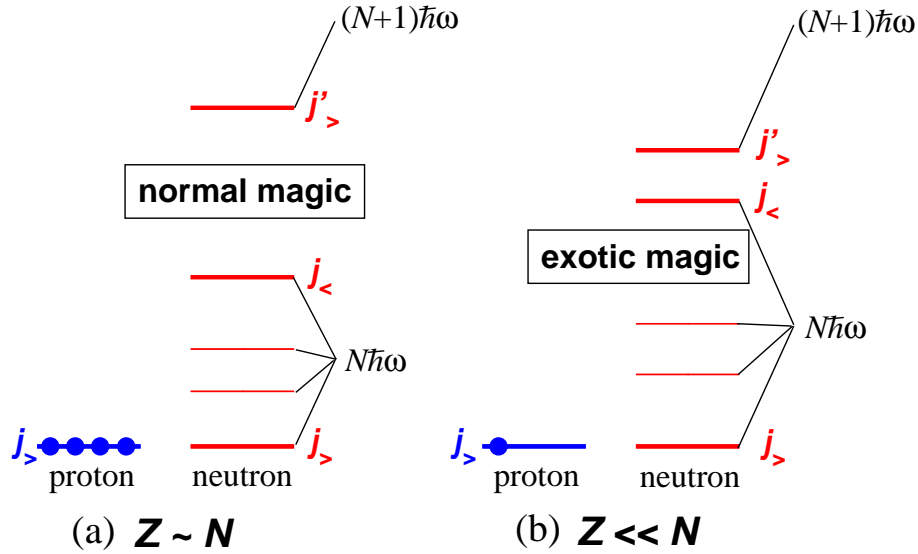 (N+1)ħω
j'>
normal magic
j<
Nħω
j> j>
proton neutron
(a) Z ~ N
(N+1)ħω
j'>
j<
exotic magic
Nħω
j> j>
proton neutron
(b) Z << N